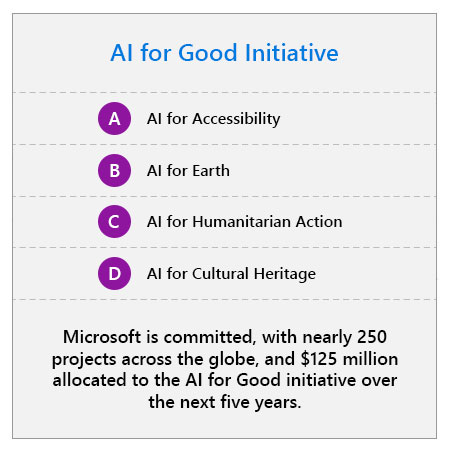 AI for Good Initiative
A AI for Accessibility
B AI for Earth
C AI for Humanitarian Action
D AI for Cultural Heritage
Microsoft is committed, with nearly 250
projects across the globe, and $125 million
allocated to the AI for Good initiative over
the next five years.